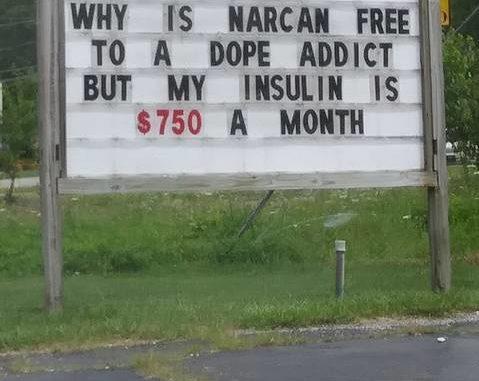 WHY IS NARCAN FREE
TO A DOPE ADDICT
BUT MY INSULIN IS
$750 A MONTH